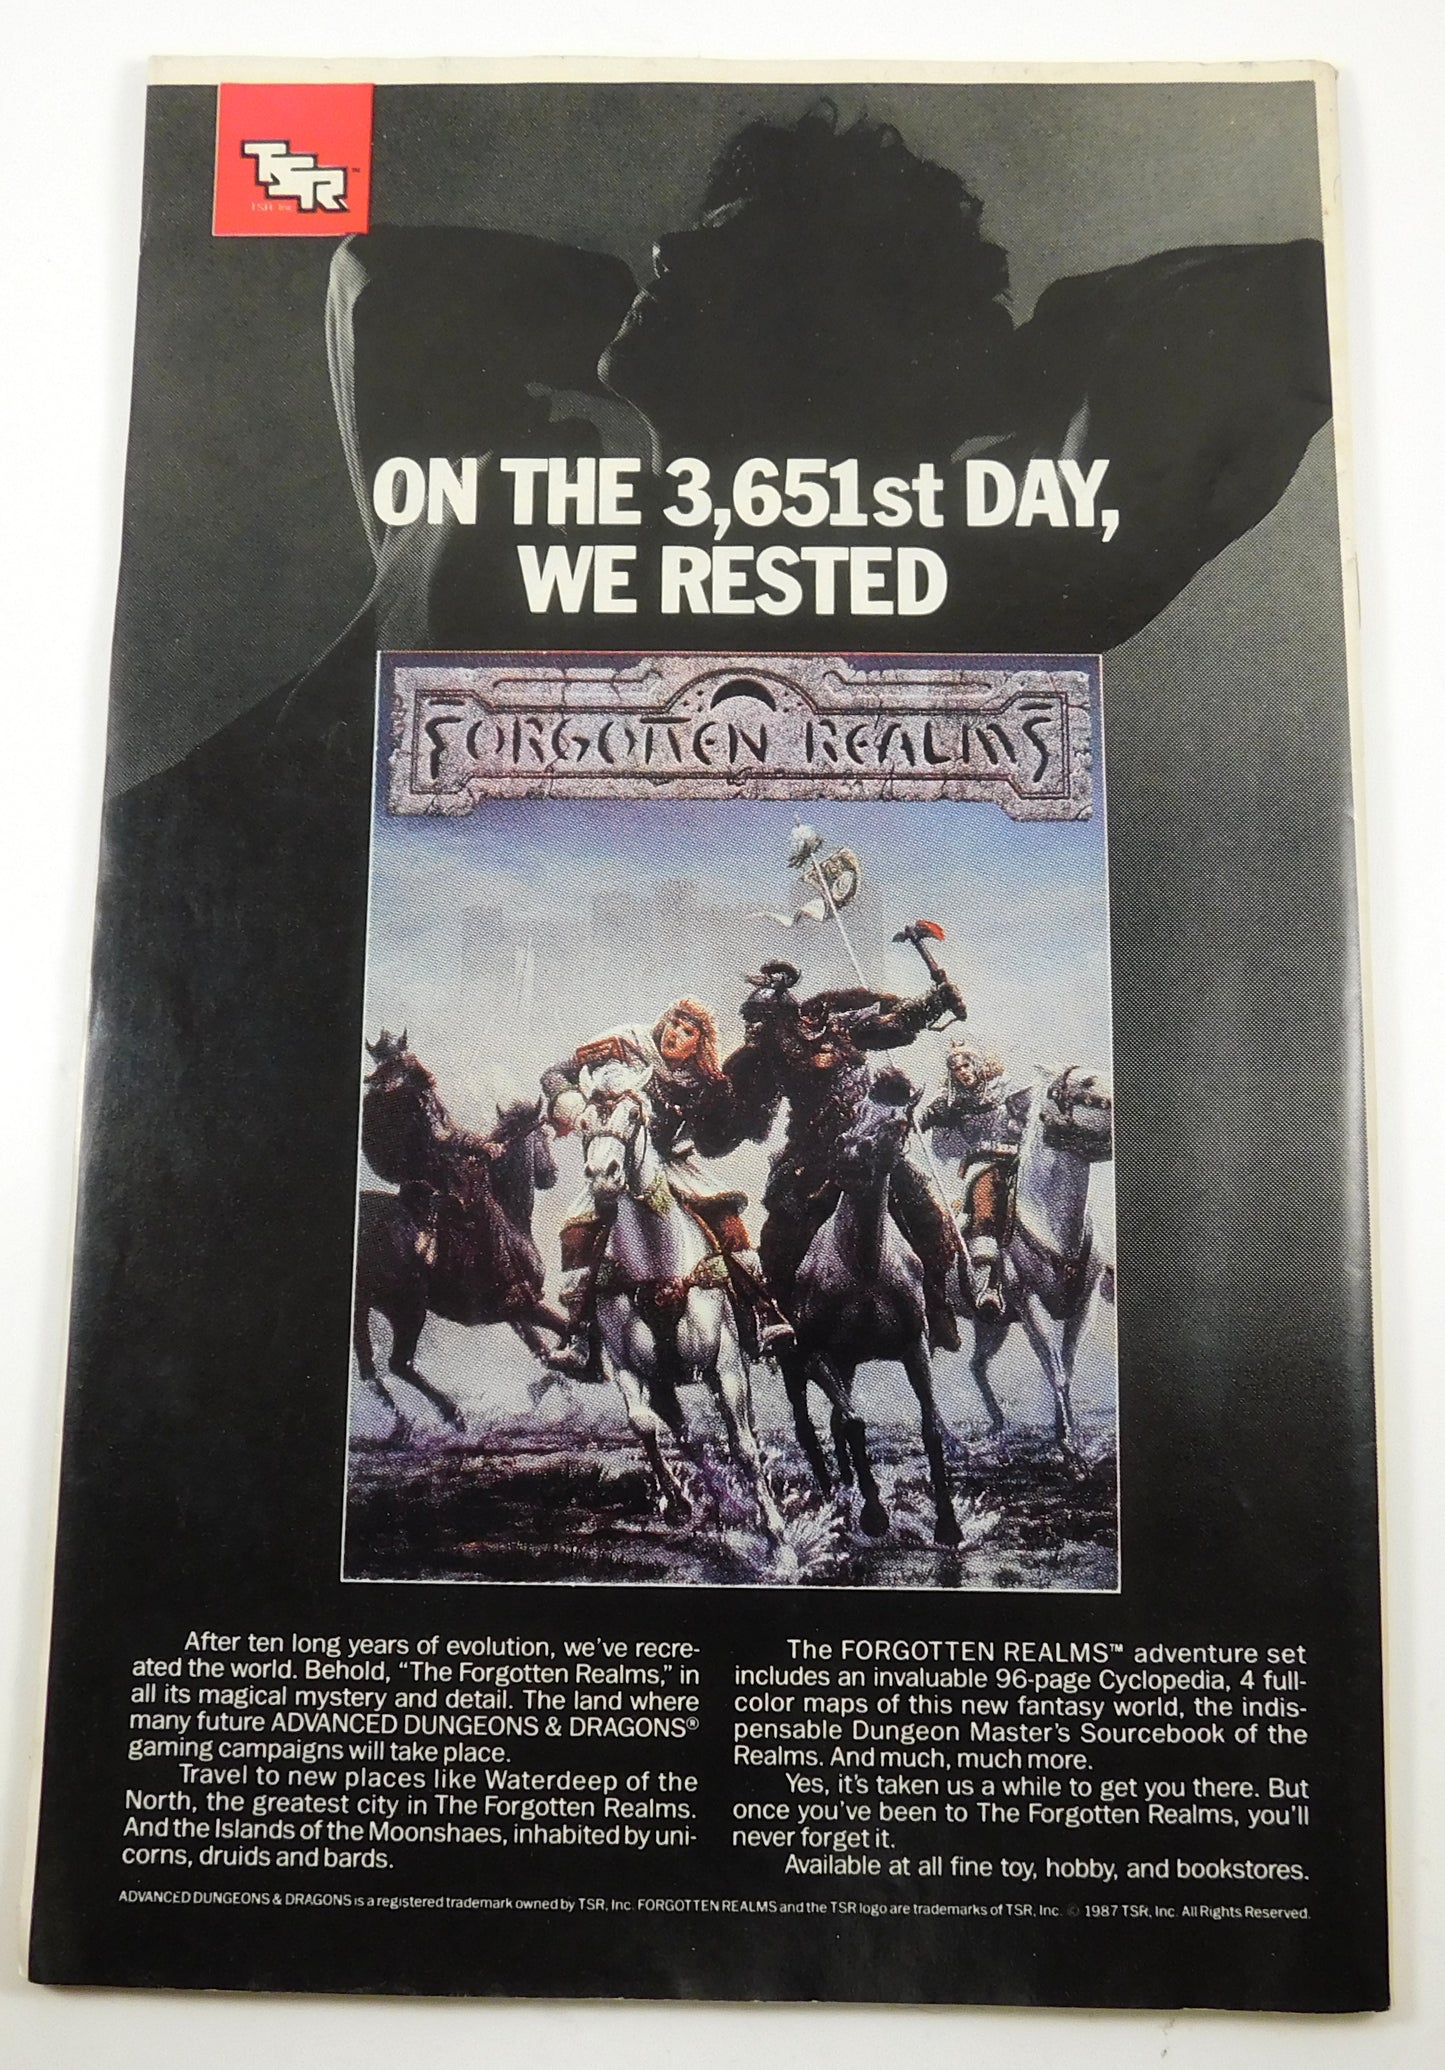 TSR™
TSR, Inc.
ON THE 3,651st DAY,
WE RESTED
FORGOTTEN REALMS
After ten long years of evolution, we've recre-
ated the world. Behold, “The Forgotten Realms,” in
all its magical mystery and detail. The land where
many future ADVANCED DUNGEONS & DRAGONS®
gaming campaigns will take place.
Travel to new places like Waterdeep of the
North, the greatest city in The Forgotten Realms.
And the Islands of the Moonshaes, inhabited by uni-
corns, druids and bards.
The FORGOTTEN REALMS™ adventure set
includes an invaluable 96-page Cyclopedia, 4 full-
color maps of this new fantasy world, the indis-
pensable Dungeon Master's Sourcebook of the
Realms. And much, much more.
Yes, it's taken us a while to get you there. But
once you've been to The Forgotten Realms, you'll
never forget it.
Available at all fine toy, hobby, and bookstores.
ADVANCED DUNGEONS & DRAGONS is a registered trademark owned by TSR, Inc. FORGOTTEN REALMS and the TSR logo are trademarks of TSR, Inc. © 1987 TSR, Inc. All Rights Reserved.